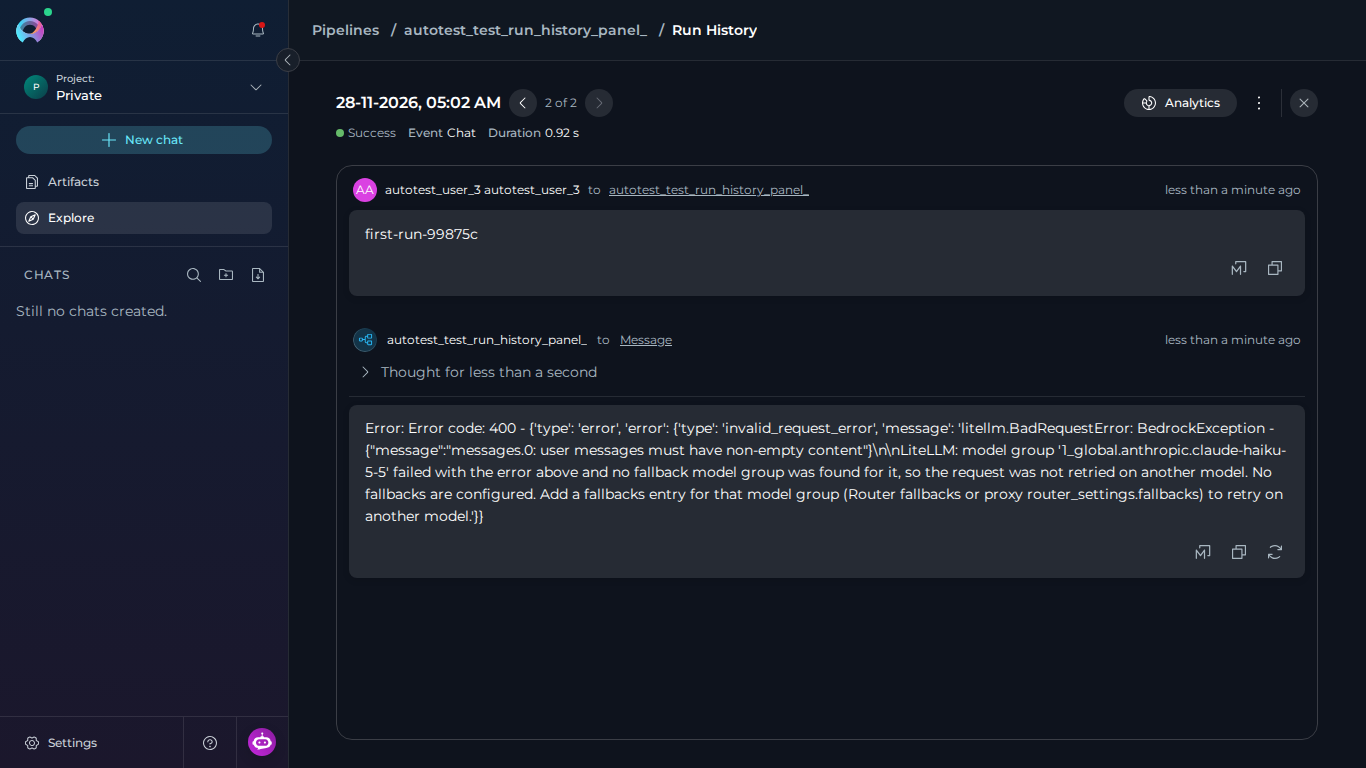 Pipelines / autotest_test_run_history_panel_ / Run History
P
Project:
Private
New chat
Artifacts
Explore
CHATS
Still no chats created.
Settings
28-11-2026, 05:02 AM
2 of 2
Analytics
Success Event Chat Duration 0.92 s
AA autotest_user_3 autotest_user_3 to autotest_test_run_history_panel_ less than a minute ago
first-run-99875c
autotest_test_run_history_panel_ to Message less than a minute ago
Thought for less than a second
Error: Error code: 400 - {'type': 'error', 'error': {'type': 'invalid_request_error', 'message': 'litellm.BadRequestError: BedrockException -
{"message":"messages.0: user messages must have non-empty content"}\n\nLiteLLM: model group '1_global.anthropic.claude-haiku-
5-5' failed with the error above and no fallback model group was found for it, so the request was not retried on another model. No
fallbacks are configured. Add a fallbacks entry for that model group (Router fallbacks or proxy router_settings.fallbacks) to retry on
another model.'}}